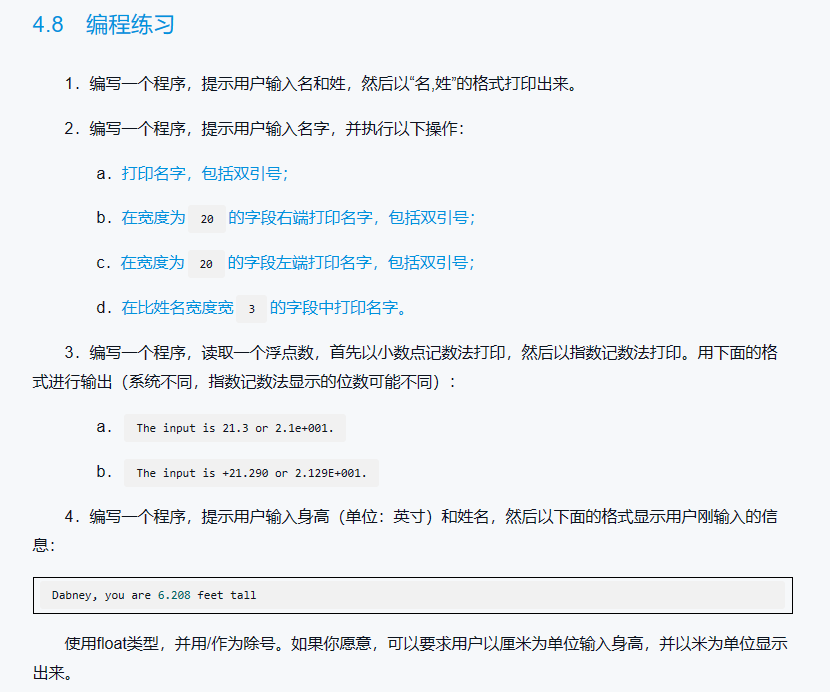 4.8 编程练习
1．编写一个程序，提示用户输入名和姓，然后以“名,姓”的格式打印出来。
2．编写一个程序，提示用户输入名字，并执行以下操作：
a．打印名字，包括双引号；
b．在宽度为 20 的字段右端打印名字，包括双引号；
c．在宽度为 20 的字段左端打印名字，包括双引号；
d．在比姓名宽度宽 3 的字段中打印名字。
3．编写一个程序，读取一个浮点数，首先以小数点记数法打印，然后以指数记数法打印。用下面的格
式进行输出（系统不同，指数记数法显示的位数可能不同）：
a． The input is 21.3 or 2.1e+001.
b． The input is +21.290 or 2.129E+001.
4．编写一个程序，提示用户输入身高（单位：英寸）和姓名，然后以下面的格式显示用户刚输入的信
息：
Dabney, you are 6.208 feet tall
使用float类型，并用/作为除号。如果你愿意，可以要求用户以厘米为单位输入身高，并以米为单位显示
出来。